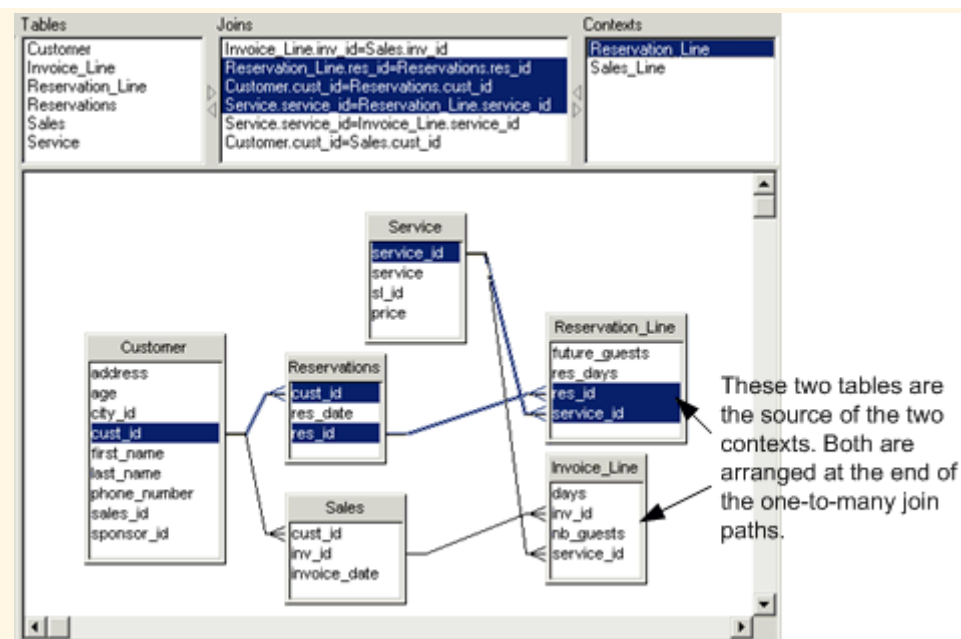 Tables
Joins
Contexts
Customer
Invoice_Line
Reservation_Line
Reservations
Sales
Service
Invoice_Line.inv_id=Sales.inv_id
Reservation_Line.res_id=Reservations.res_id
Customer.cust_id=Reservations.cust_id
Service.service_id=Reservation_Line.service_id
Service.service_id=Invoice_Line.service_id
Customer.cust_id=Sales.cust_id
Reservation_Line
Sales_Line
Service
service_id
service
sl_id
price
Customer
address
age
city_id
cust_id
first_name
last_name
phone_number
sales_id
sponsor_id
Reservations
cust_id
res_date
res_id
Sales
cust_id
inv_id
invoice_date
Reservation_Line
future_guests
res_days
res_id
service_id
Invoice_Line
days
inv_id
nb_guests
service_id
These two tables are
the source of the two
contexts. Both are
arranged at the end of
the one-to-many join
paths.